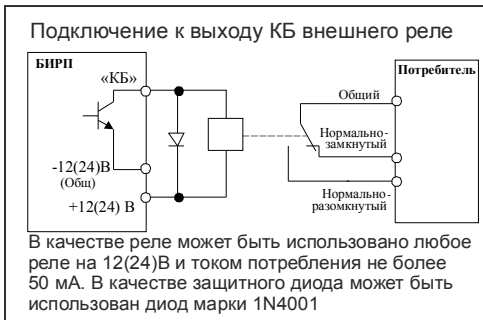 Подключение к выходу КБ внешнего реле
БИРП
«КБ»
-12(24)В
(Общ)
+12(24) В
Потребитель
Общий
Нормально-
замкнутый
Нормально-
разомкнутый
В качестве реле может быть использовано любое
реле на 12(24)В и током потребления не более
50 мА. В качестве защитного диода может быть
использован диод марки 1N4001